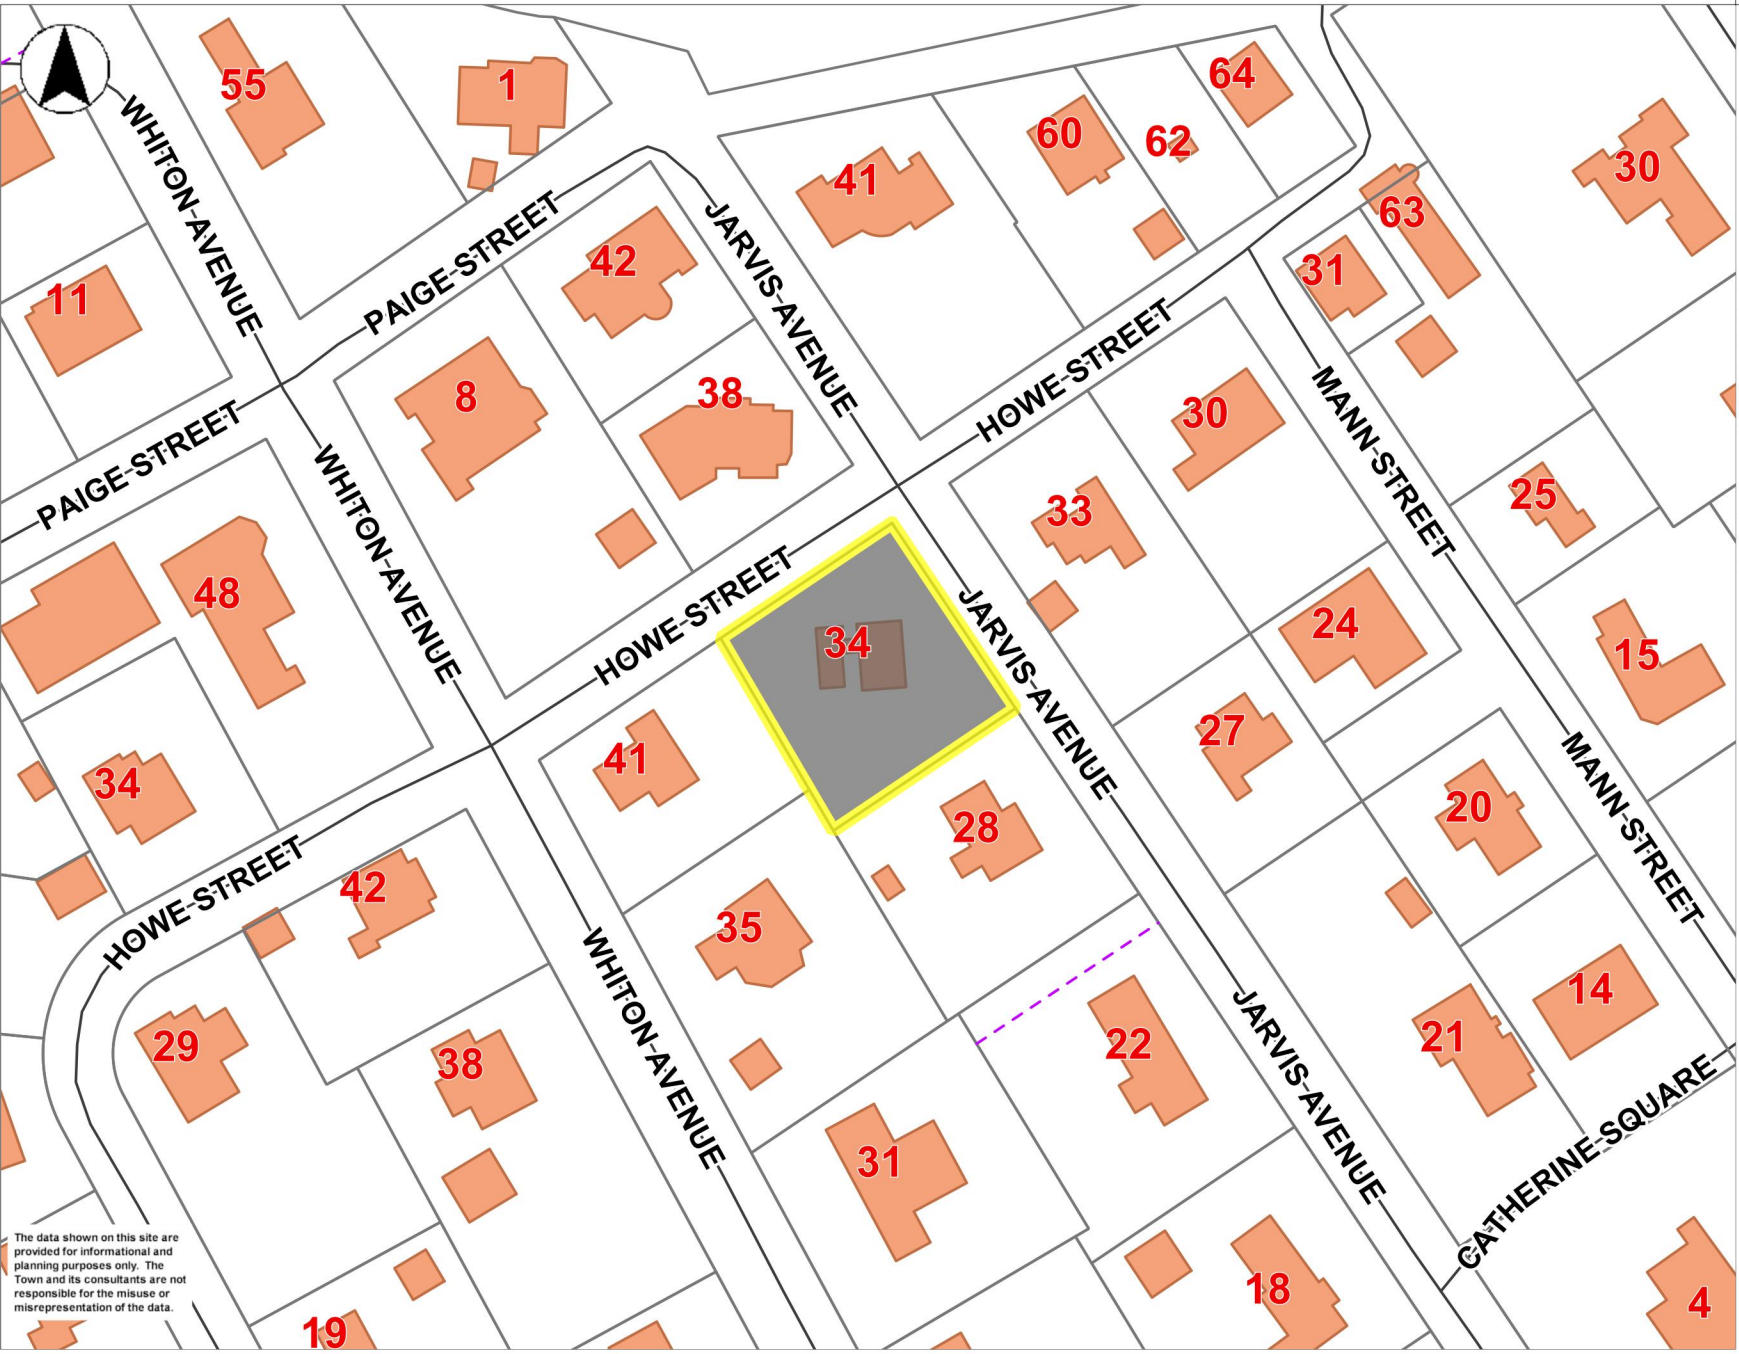 55
1
64
WHITON AVENUE
60
62
41
30
63
PAIGE STREET
JARVIS AVENUE
42
31
11
HOWE STREET
8
38
30
MANN STREET
PAIGE STREET
WHITON AVENUE
33
25
48
HOWE STREET
34
JARVIS AVENUE
24
15
27
41
34
MANN STREET
20
28
HOWE STREET
42
35
WHITON AVENUE
14
29
38
22
21
JARVIS AVENUE
CATHERINE SQUARE
31
The data shown on this site are
provided for informational and
planning purposes only. The
Town and its consultants are not
responsible for the misuse or
misrepresentation of the data.
18
4
19